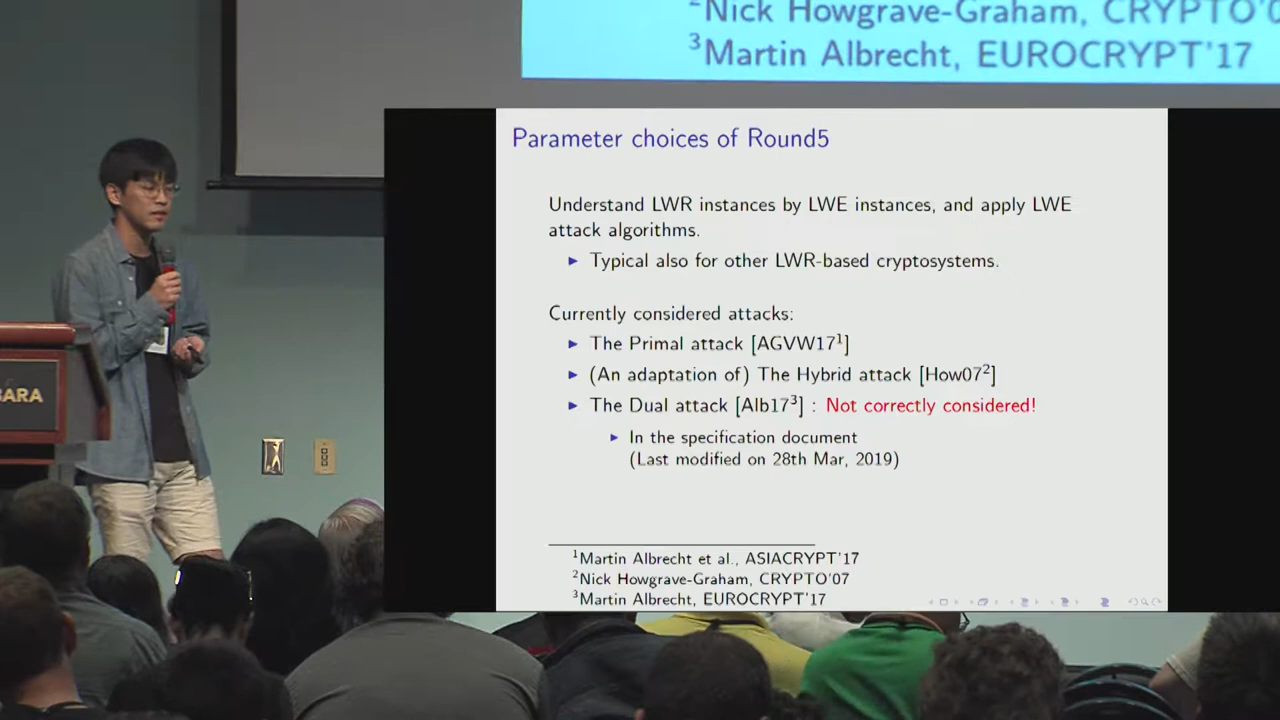 ²Nick Howgrave-Graham, CRYPTO'0
³Martin Albrecht, EUROCRYPT'17
Parameter choices of Round5
Understand LWR instances by LWE instances, and apply LWE
attack algorithms.
▶ Typical also for other LWR-based cryptosystems.
Currently considered attacks:
▶ The Primal attack [AGVW17¹]
▶ (An adaptation of) The Hybrid attack [How07²]
▶ The Dual attack [Alb17³] : Not correctly considered!
▶ In the specification document
(Last modified on 28th Mar, 2019)
¹Martin Albrecht et al., ASIACRYPT'17
²Nick Howgrave-Graham, CRYPTO'07
³Martin Albrecht, EUROCRYPT'17
ARA